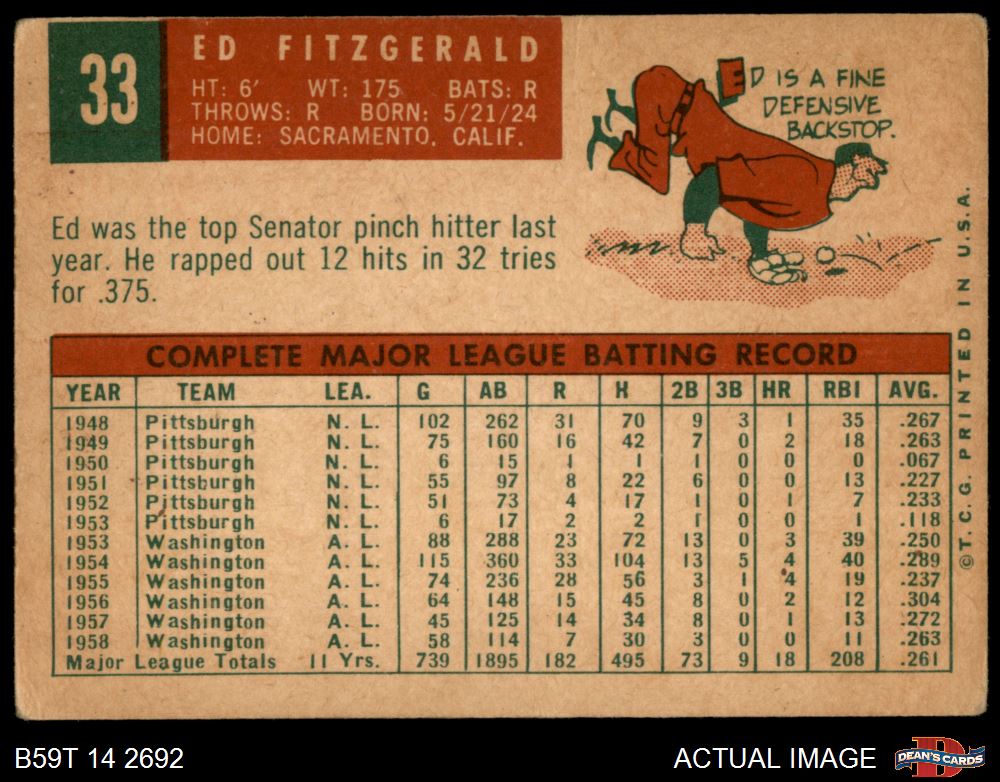 33
ED FITZGERALD
HT: 6' WT: 175 BATS: R
THROWS: R BORN: 5/21/24
HOME: SACRAMENTO, CALIF.
ED IS A FINE
DEFENSIVE
BACKSTOP.
Ed was the top Senator pinch hitter last
year. He rapped out 12 hits in 32 tries
for .375.
COMPLETE MAJOR LEAGUE BATTING RECORD
YEAR TEAM LEA. G AB R H 2B 3B HR RBI AVG.
1948 Pittsburgh N. L. 102 262 31 70 9 3 1 35 .267
1949 Pittsburgh N. L. 75 160 16 42 7 0 2 18 .263
1950 Pittsburgh N. L. 6 15 1 1 1 0 0 0 .067
1951 Pittsburgh N. L. 55 97 8 22 6 0 0 13 .227
1952 Pittsburgh N. L. 51 73 4 17 1 0 1 7 .233
1953 Pittsburgh N. L. 6 17 2 2 1 0 0 1 .118
1953 Washington A. L. 88 288 23 72 13 0 3 39 .250
1954 Washington A. L. 115 360 33 104 13 5 4 40 .289
1955 Washington A. L. 74 236 28 56 3 1 4 19 .237
1956 Washington A. L. 64 148 15 45 8 0 2 12 .304
1957 Washington A. L. 45 125 14 34 8 0 1 13 .272
1958 Washington A. L. 58 114 7 30 3 0 0 11 .263
Major League Totals 11 Yrs. 739 1895 182 495 73 9 18 208 .261
© T. C. G. PRINTED IN U.S.A.
B59T 14 2692
ACTUAL IMAGE
D
DEAN'S CARDS